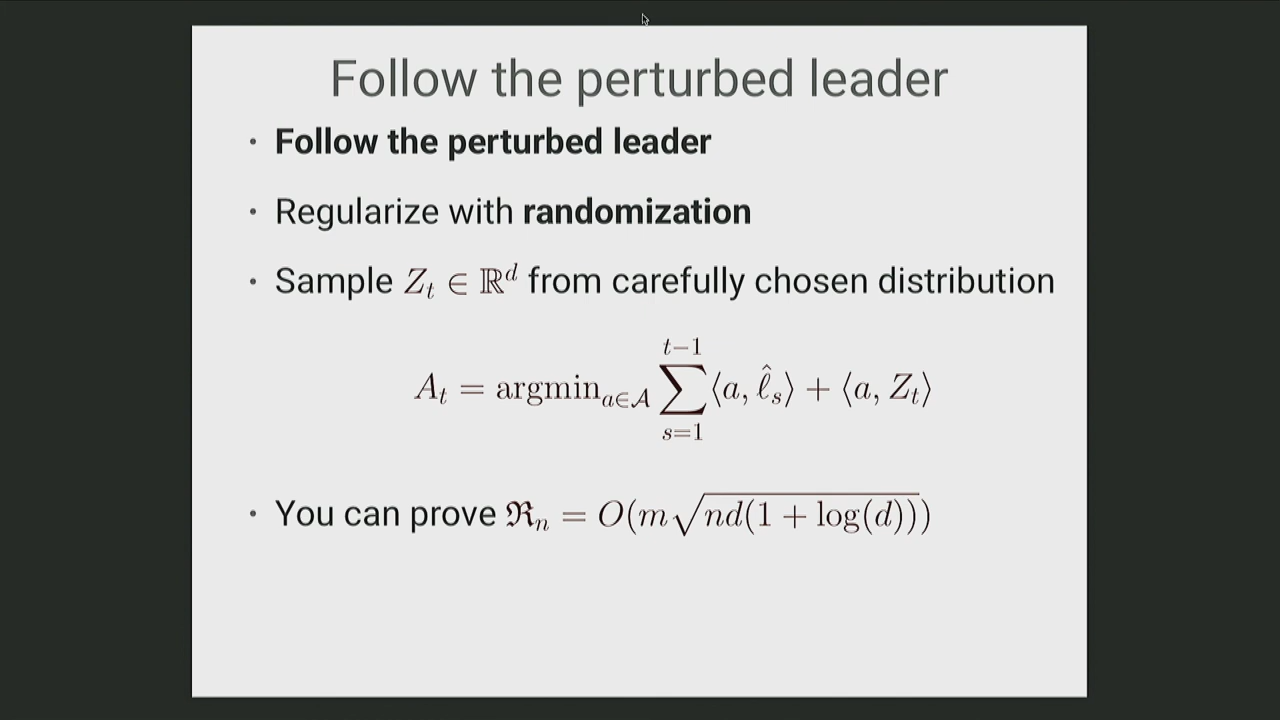 Follow the perturbed leader
• Follow the perturbed leader
• Regularize with randomization
• Sample $Z_t \in \mathbb{R}^d$ from carefully chosen distribution
$A_t = \operatorname{argmin}_{a \in \mathcal{A}} \sum_{s=1}^{t-1} \langle a, \hat{\ell}_s \rangle + \langle a, Z_t \rangle$
• You can prove $\mathfrak{R}_n = O(m\sqrt{nd(1 + \log(d))})$